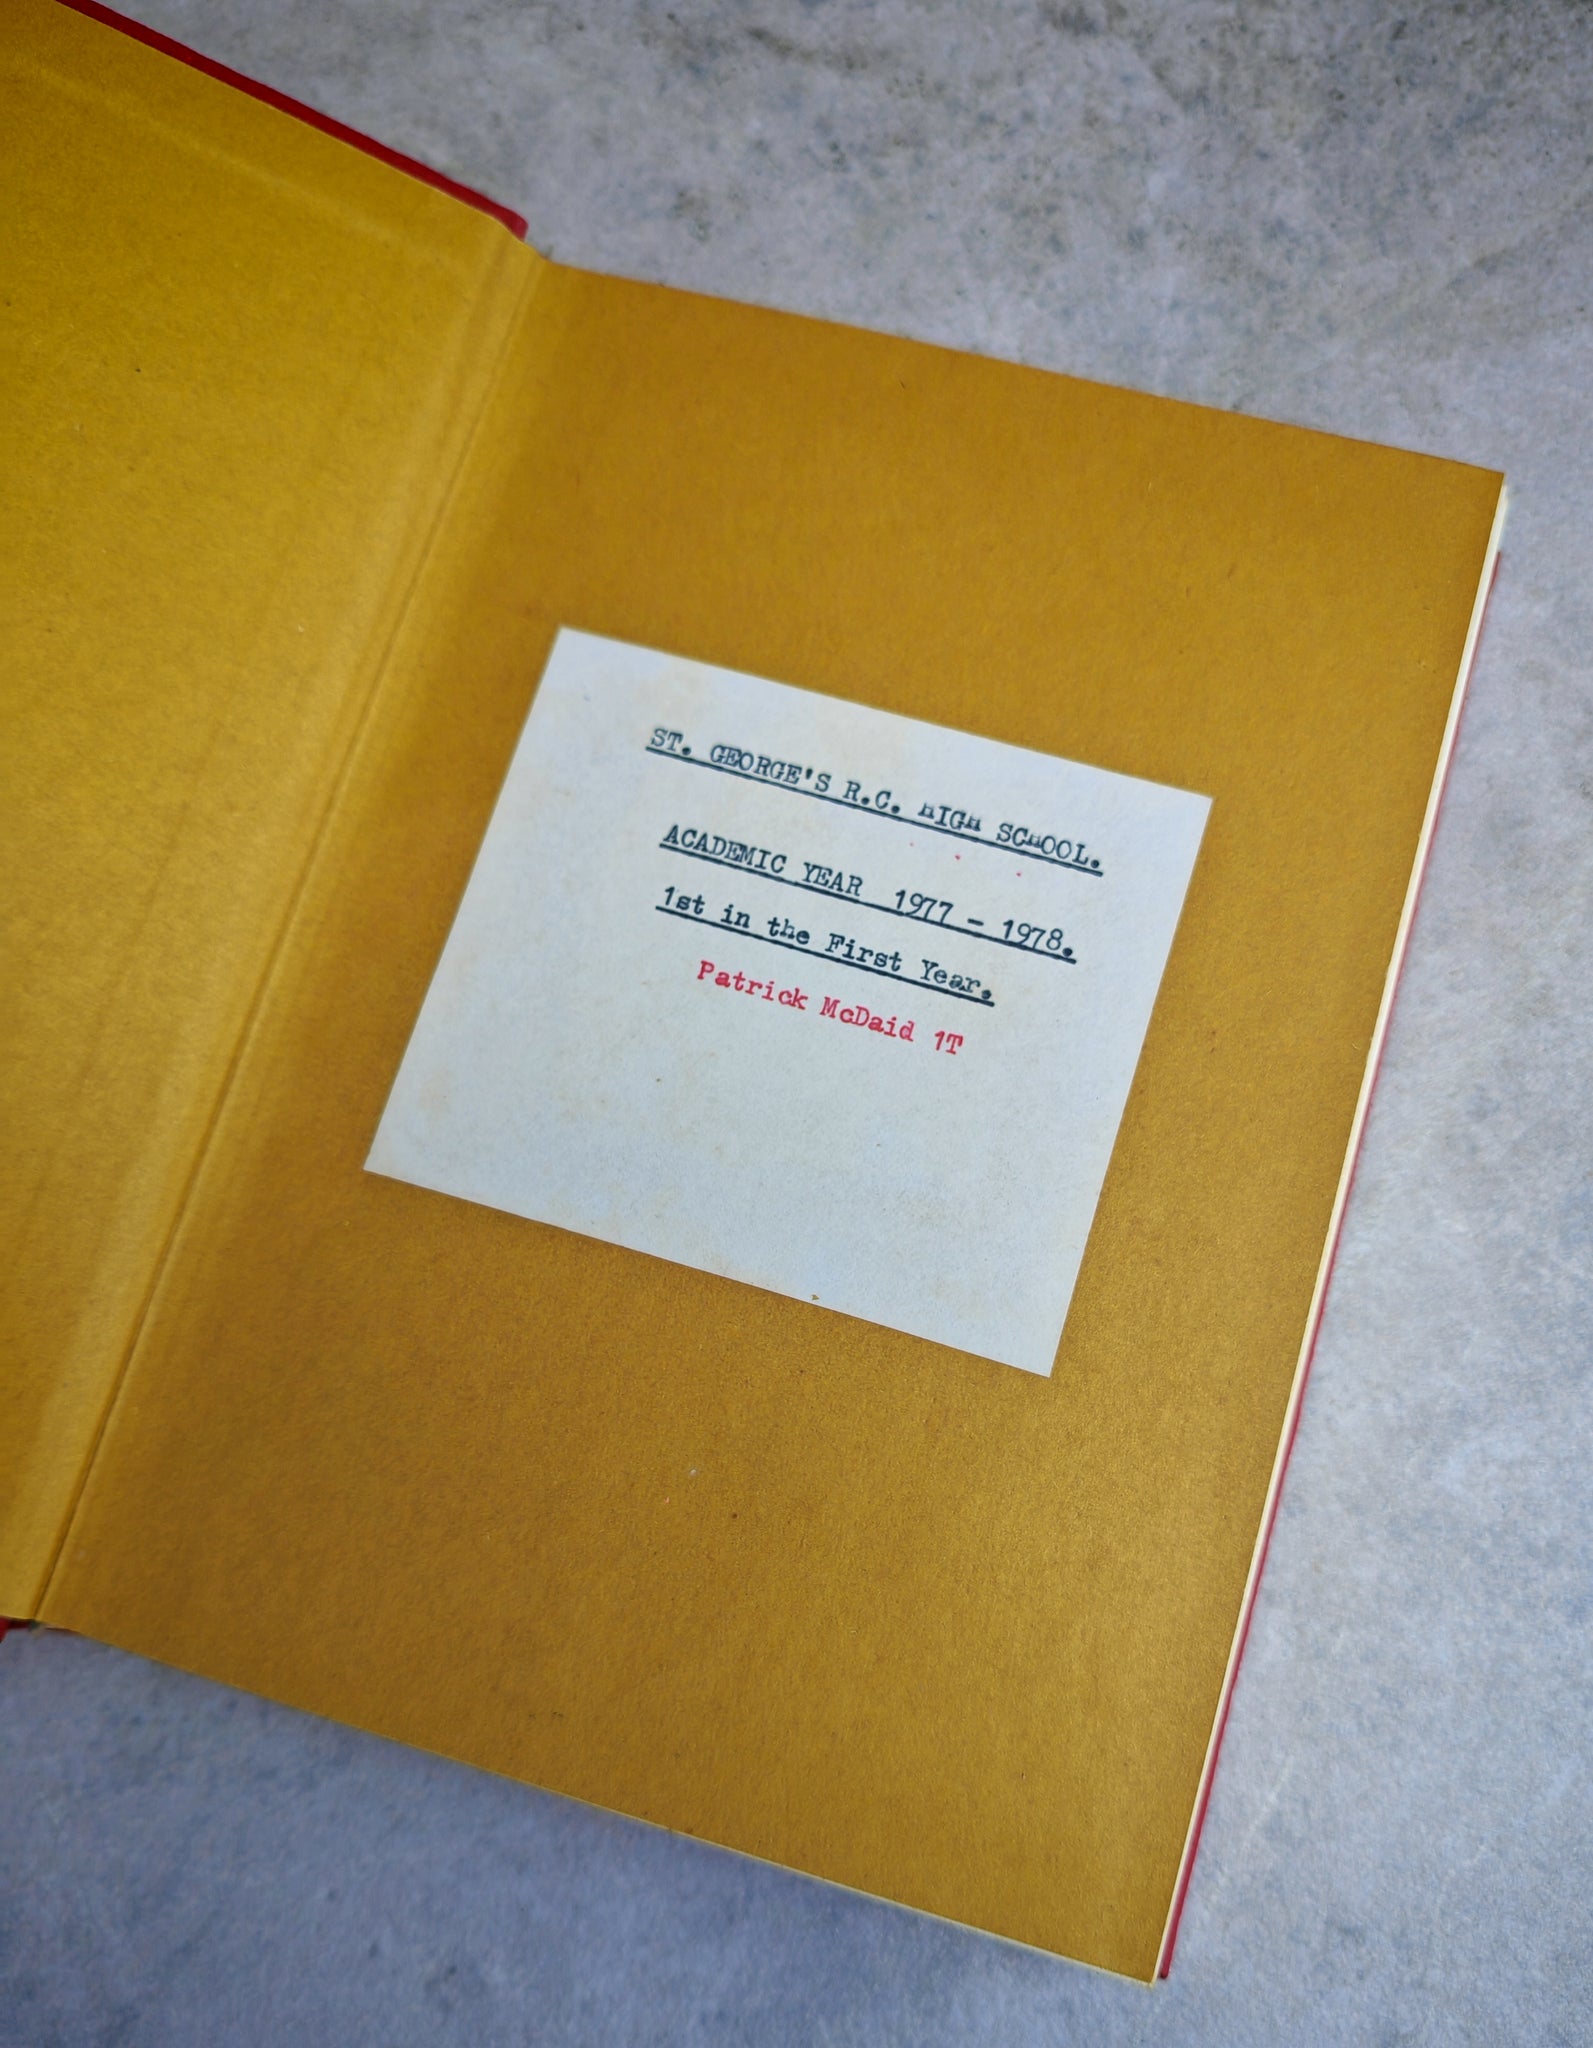 ST. GEORGE'S R.C. HIGH SCHOOL.
ACADEMIC YEAR 1977 - 1978.
1st in the First Year.
Patrick McDaid 1T